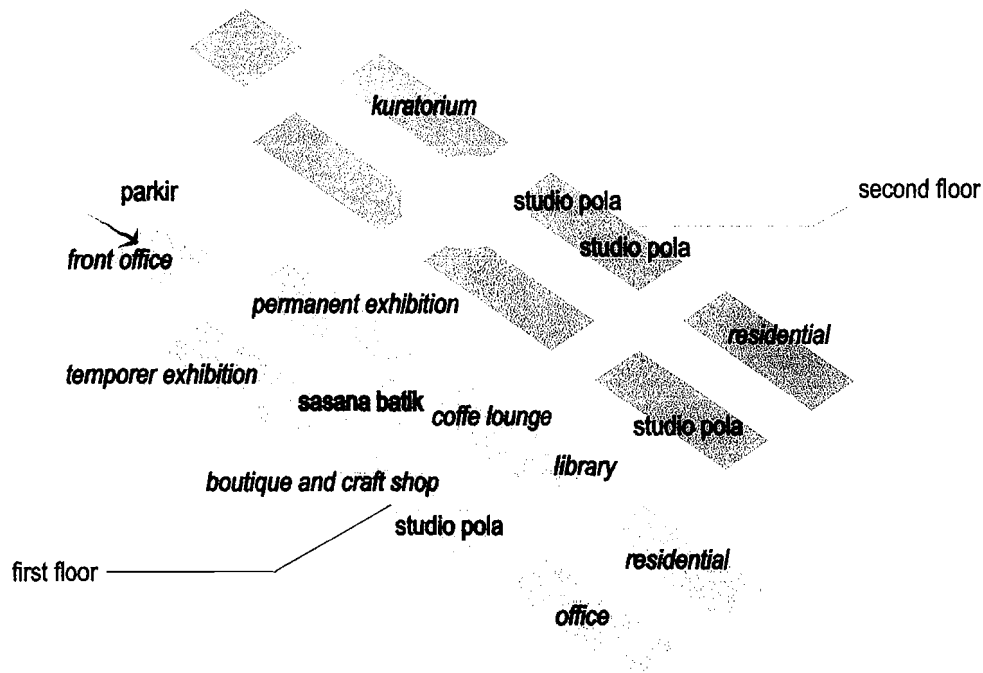 kuratorium
parkir
studio pola
second floor
studio pola
front office
permanent exhibition
residential
temporer exhibition
sasana batik
coffe lounge
studio pola
library
boutique and craft shop
studio pola
residential
first floor
office